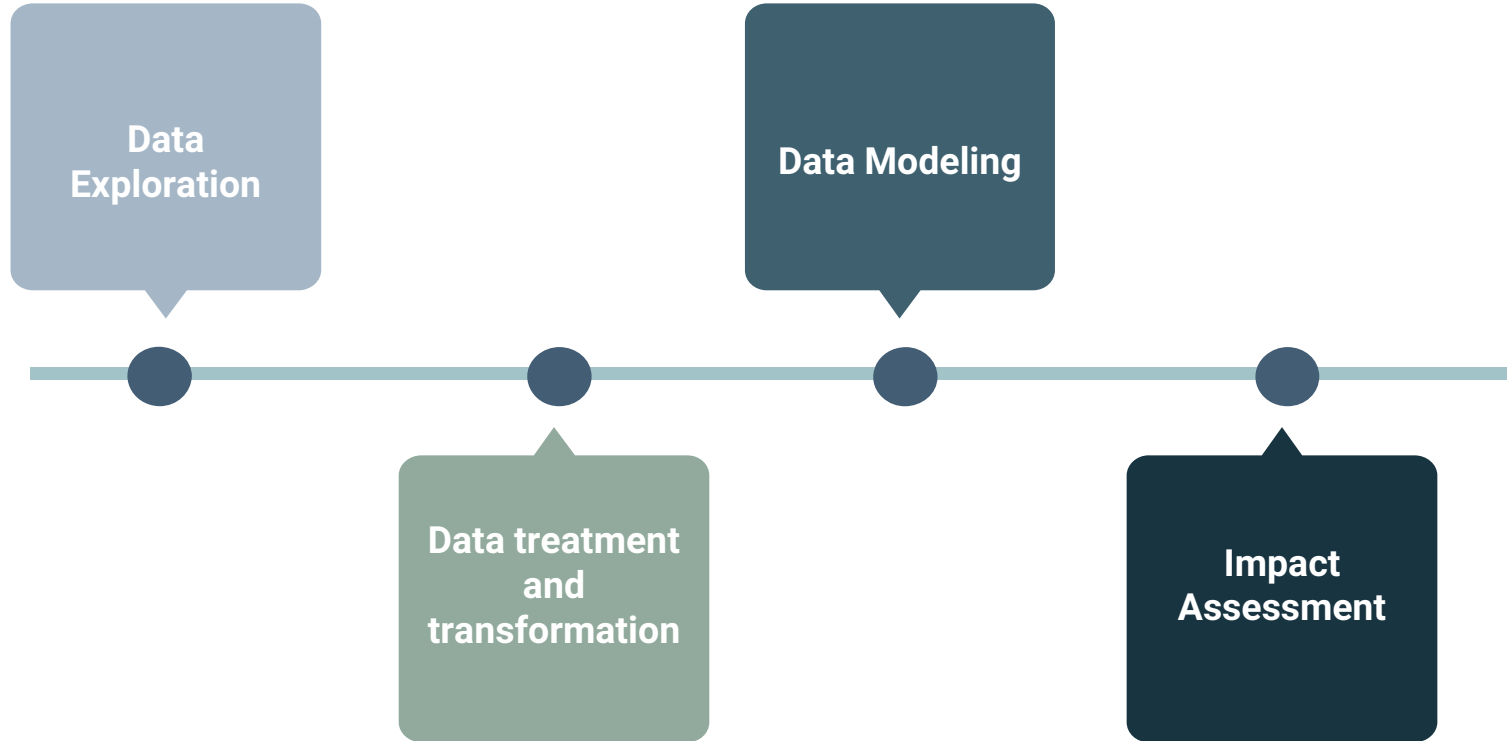 Data
Exploration
Data treatment
and
transformation
Data Modeling
Impact
Assessment